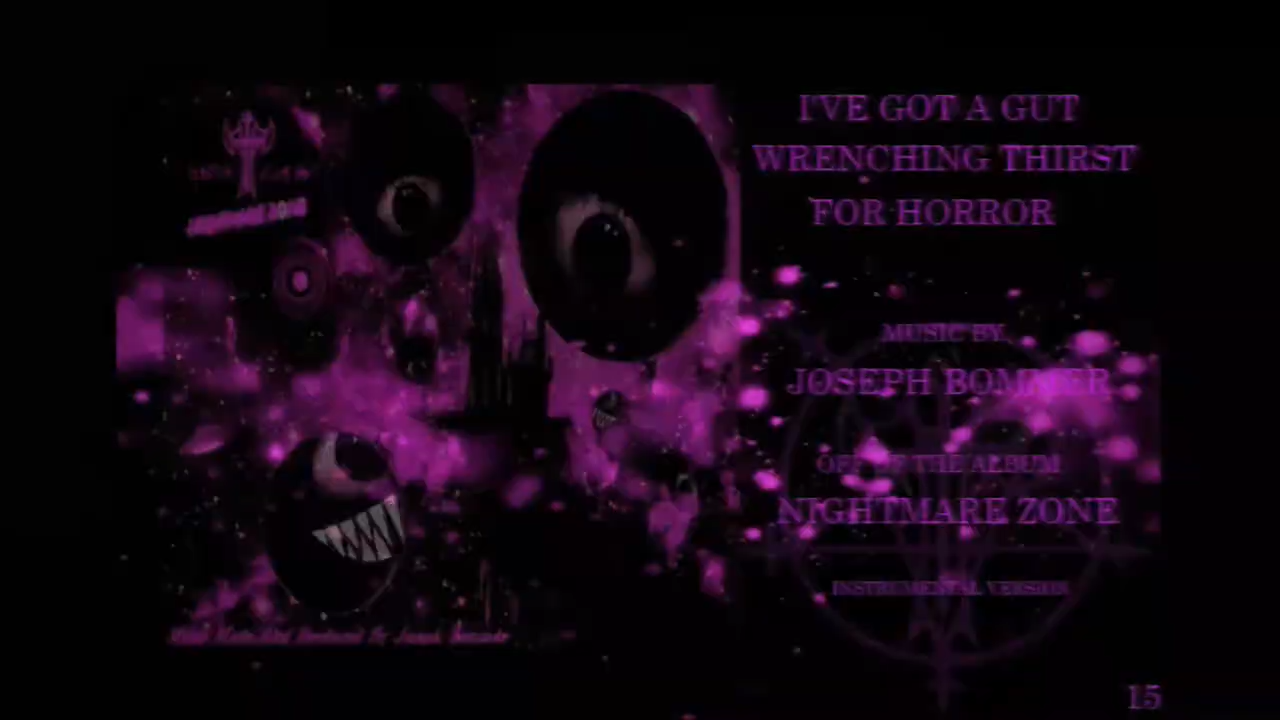 I'VE GOT A GUT
WRENCHING THIRST
FOR HORROR
MUSIC BY
JOSEPH
OFF OF THE ALBUM
NIGHTMARE ZONE
INSTRUMENTAL VERSION
15